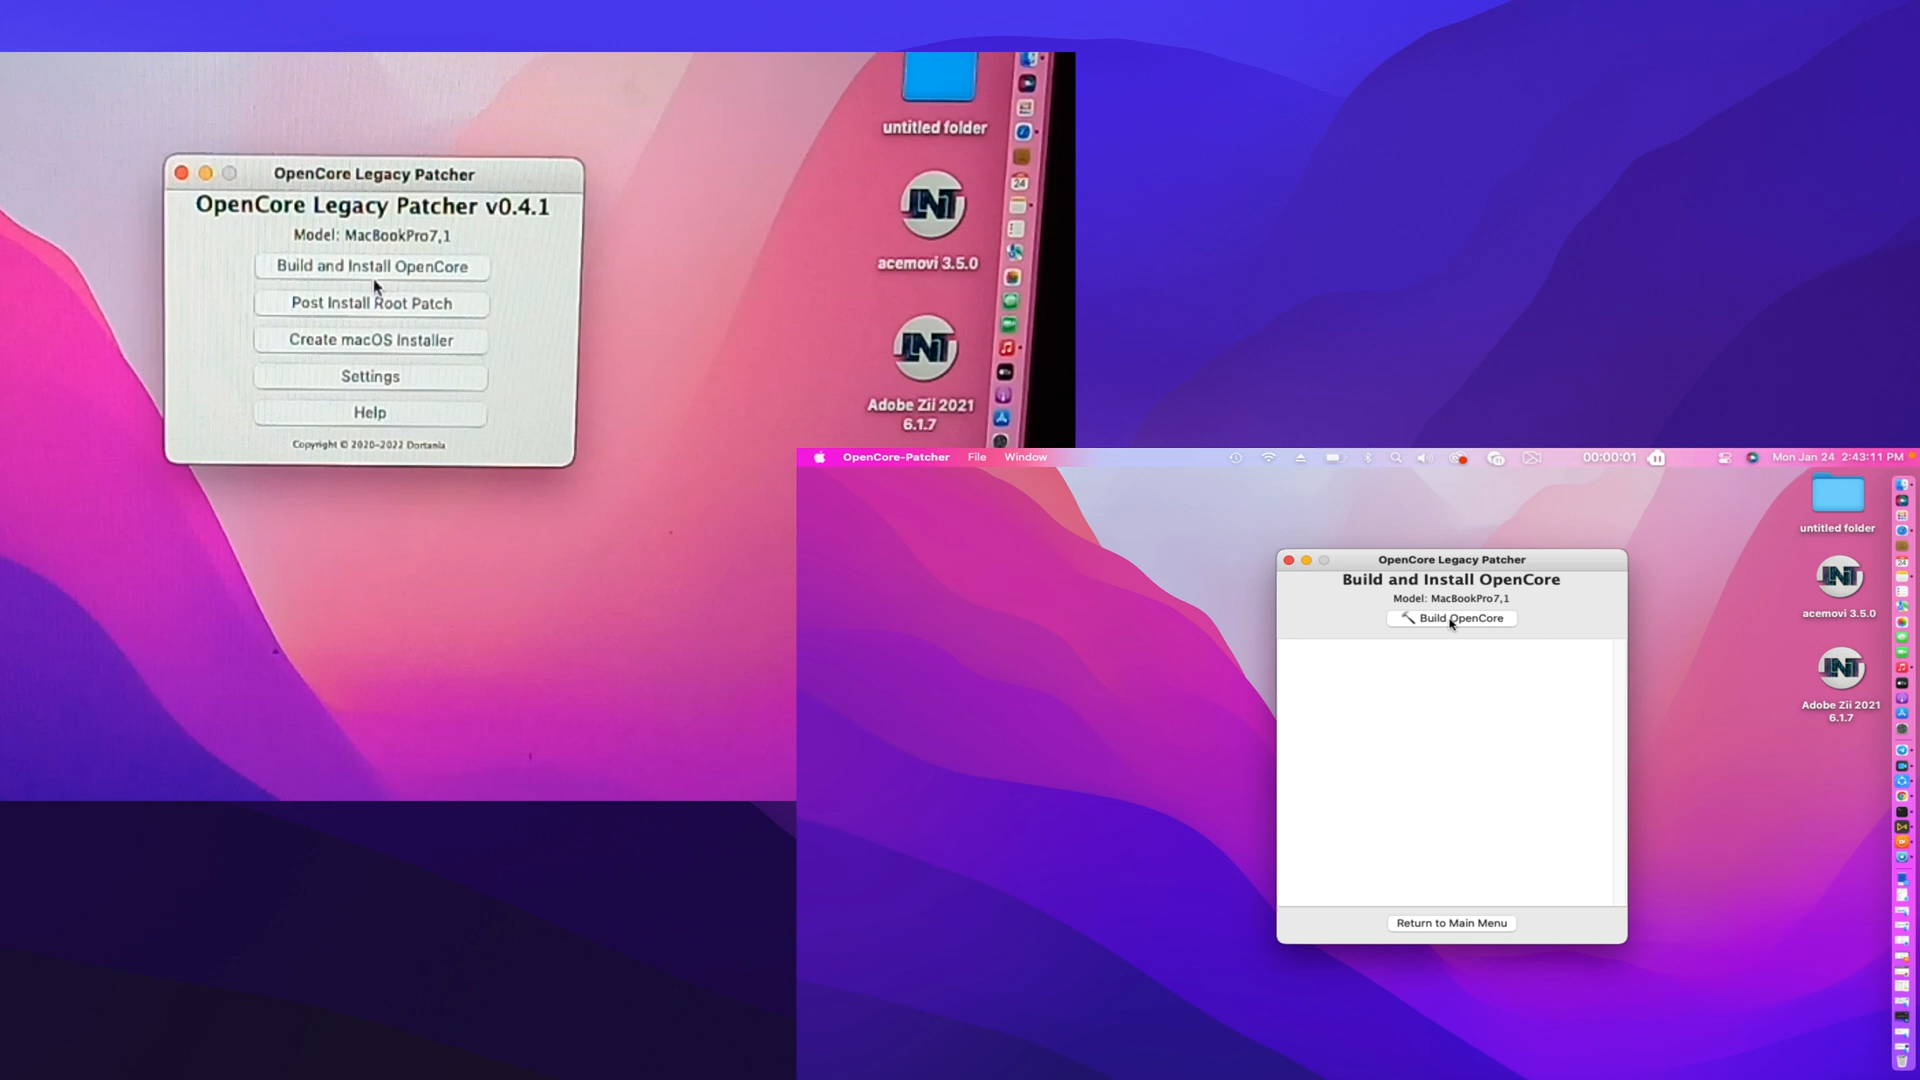 untitled folder
OpenCore Legacy Patcher
OpenCore Legacy Patcher v0.4.1
Model: MacBookPro7,1
Build and Install OpenCore
Post Install Root Patch
Create macOS Installer
Settings
Help
Copyright © 2020-2022 Dortania
24
acemovi 3.5.0
Adobe Zii 2021
6.1.7
OpenCore-Patcher File Window 00:00:01 Mon Jan 24 2:43:11 PM
untitled folder
OpenCore Legacy Patcher
Build and Install OpenCore
Model: MacBookPro7,1
Build OpenCore
Return to Main Menu
24
acemovi 3.5.0
Adobe Zii 2021
6.1.7